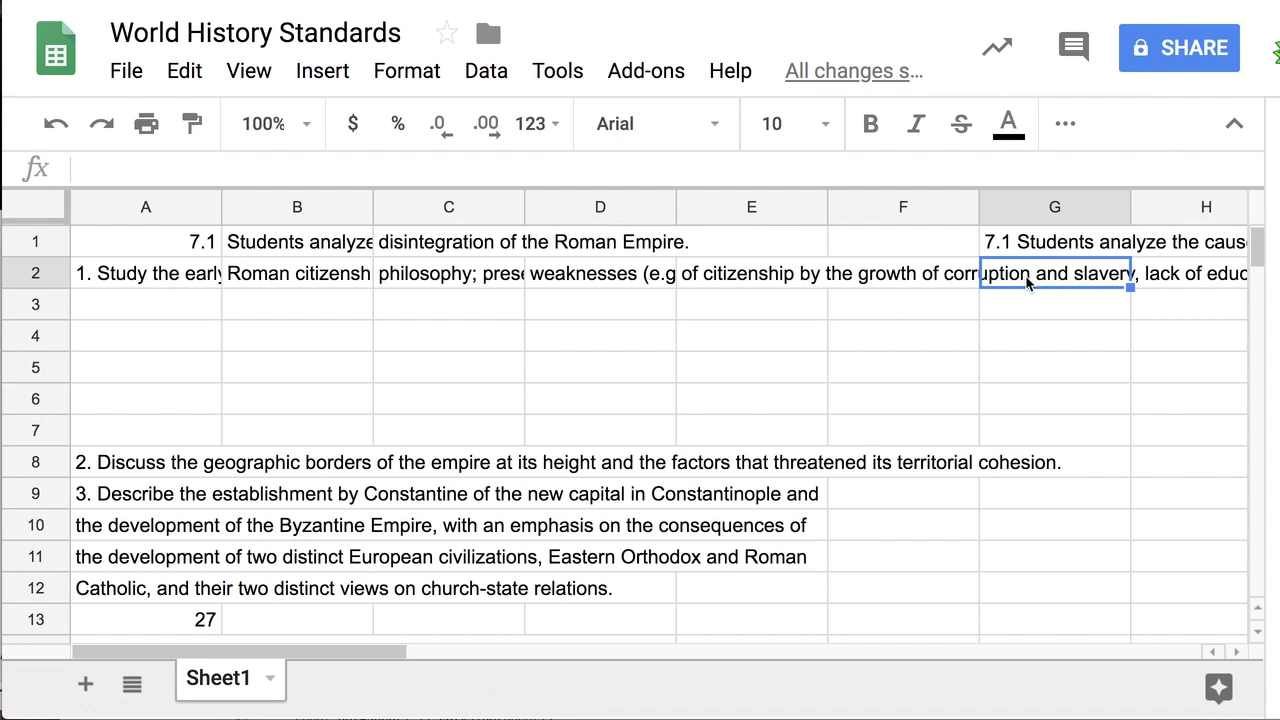 World History Standards
File Edit View Insert Format Data Tools Add-ons Help All changes s...
SHARE
100% $ % .0 .00 123 Arial 10 B I S A
fx
A B C D E F G H
1 7.1 Students analyze disintegration of the Roman Empire. 7.1 Students analyze the cause
2 1. Study the early Roman citizensh philosophy; prese weaknesses (e.g of citizenship by the growth of corruption and slavery, lack of educ
3
4
5
6
7
8 2. Discuss the geographic borders of the empire at its height and the factors that threatened its territorial cohesion.
9 3. Describe the establishment by Constantine of the new capital in Constantinople and
10 the development of the Byzantine Empire, with an emphasis on the consequences of
11 the development of two distinct European civilizations, Eastern Orthodox and Roman
12 Catholic, and their two distinct views on church-state relations.
13 27
Sheet1